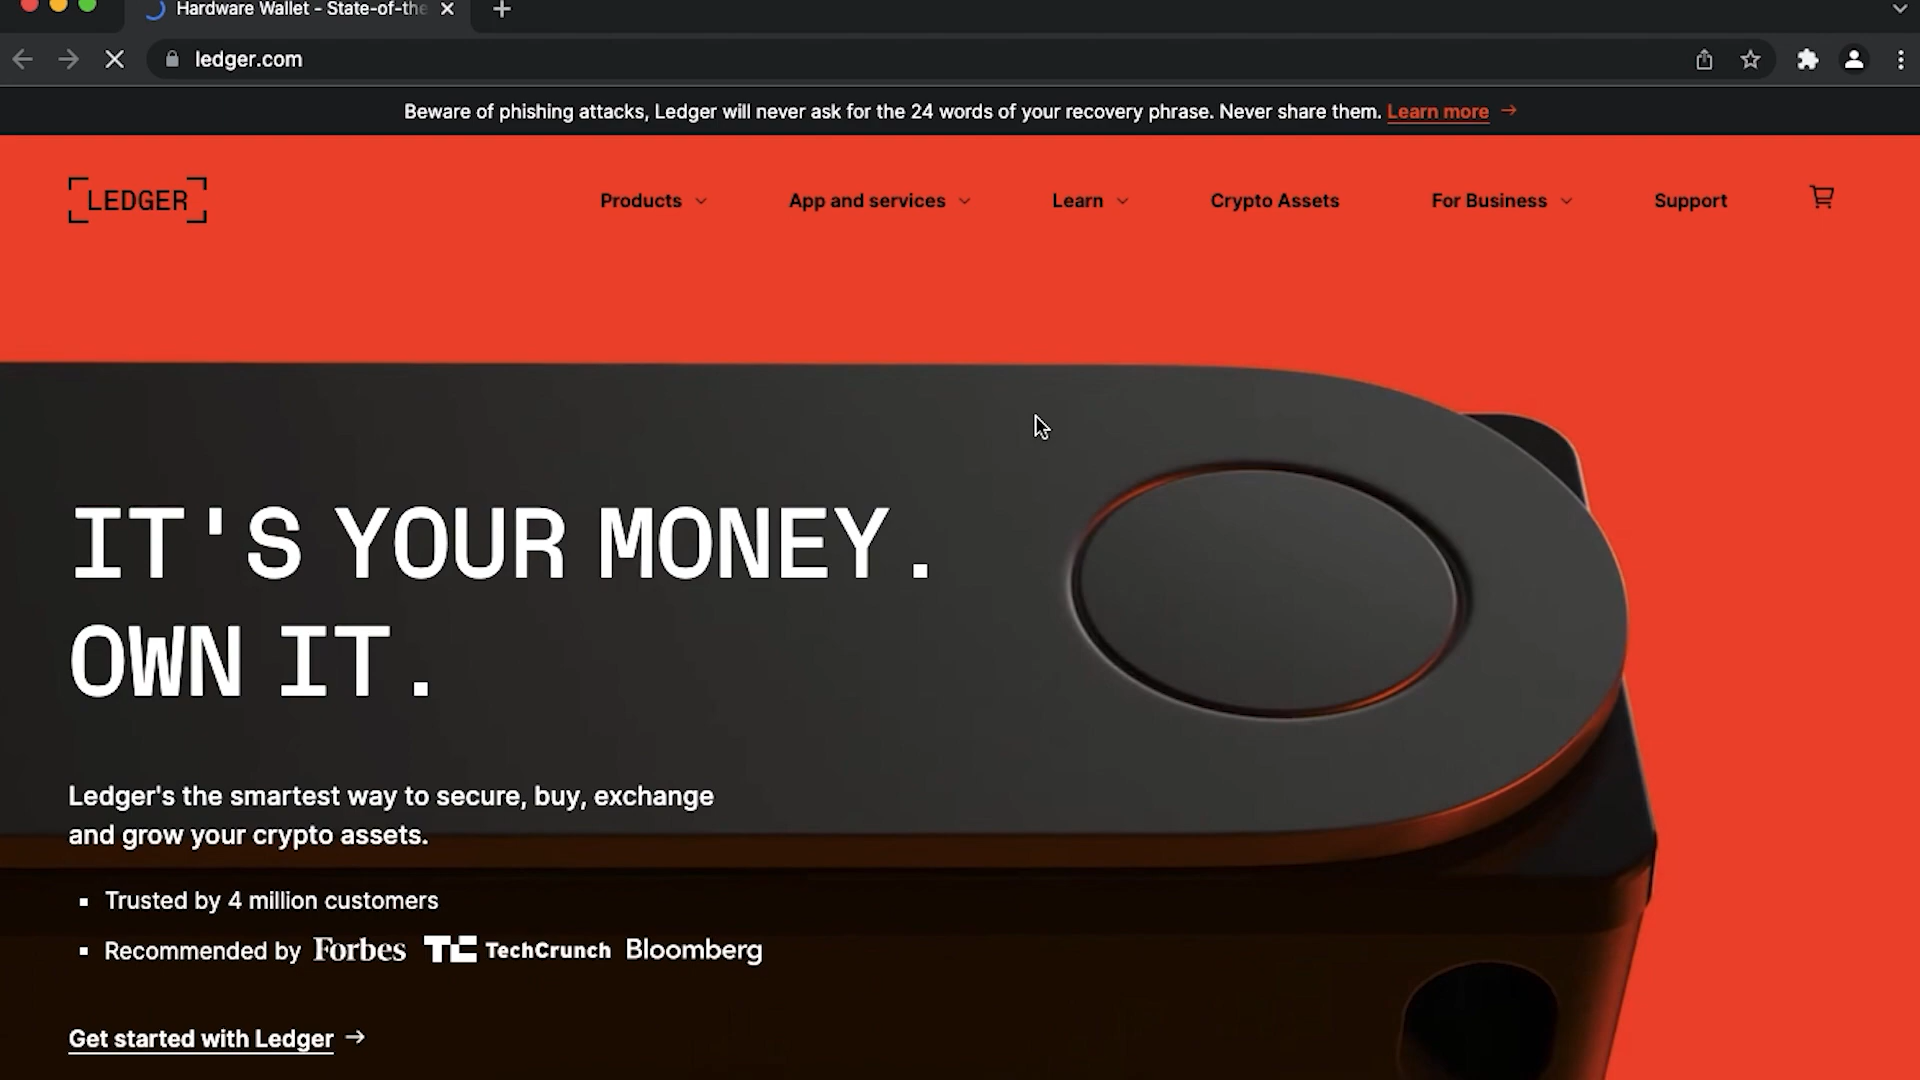 Hardware Wallet - State-of-the
ledger.com
Beware of phishing attacks, Ledger will never ask for the 24 words of your recovery phrase. Never share them. Learn more →
LEDGER
Products
App and services
Learn
Crypto Assets
For Business
Support
IT'S YOUR MONEY.
OWN IT.
Ledger's the smartest way to secure, buy, exchange
and grow your crypto assets.
▪ Trusted by 4 million customers
▪ Recommended by Forbes TC TechCrunch Bloomberg
Get started with Ledger →